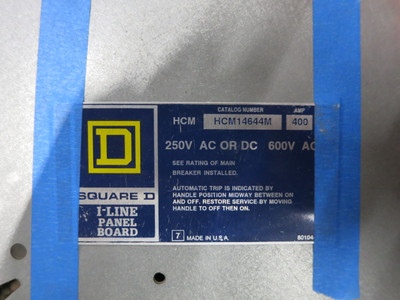 CATALOG NUMBER AMP
HCM HCM14644M 400
250V AC OR DC 600V AC
SEE RATING OF MAIN
BREAKER INSTALLED.
AUTOMATIC TRIP IS INDICATED BY
HANDLE POSITION MIDWAY BETWEEN ON
AND OFF. RESTORE SERVICE BY MOVING
HANDLE TO OFF THEN ON.
7 MADE IN U.S.A. 80104
D
SQUARE D
I-LINE
PANEL
BOARD